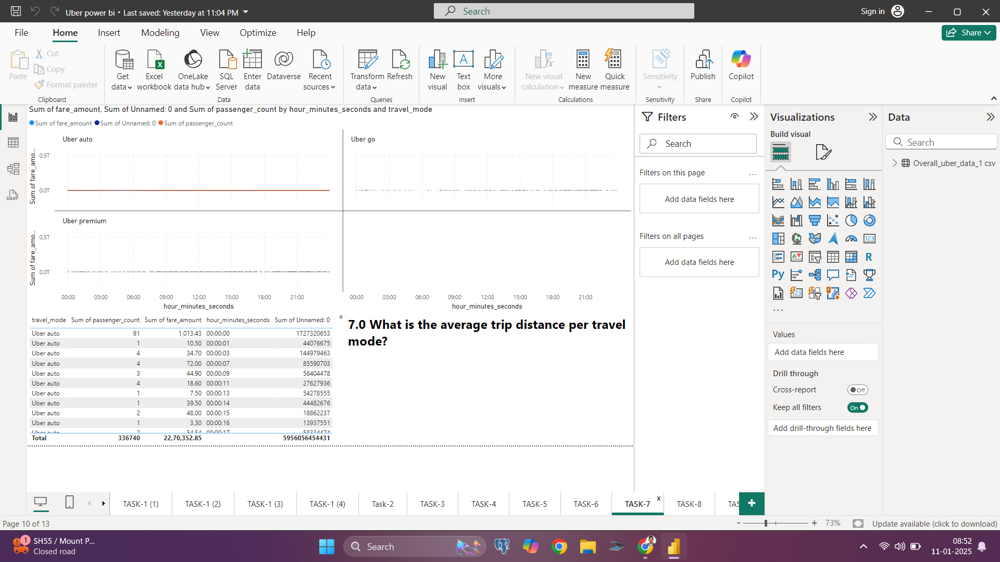 Uber power bi • Last saved: Yesterday at 11:04 PM
Search
Sign in
File Home Insert Modeling View Optimize Help
Share
Paste
Cut
Copy
Format painter
Clipboard
Get data
Excel workbook
OneLake data hub
SQL Server
Enter data
Dataverse
Recent sources
Data
Transform data
Refresh
Queries
New visual
Text box
More visuals
Insert
New visual calculation
New measure
Quick measure
Calculations
Sensitivity
Sensitivity
Publish
Share
Copilot
Copilot
DAX
Sum of fare_amount, Sum of Unnamed: 0 and Sum of passenger_count by hour_minutes_seconds and travel_mode
Sum of fare_amount Sum of Unnamed: 0 Sum of passenger_count
Uber auto
Uber go
Sum of fare_amo...
0.5T
0.0T
Uber premium
Sum of fare_amo...
0.5T
0.0T
00:00 03:00 06:00 09:00 12:00 15:00 18:00 21:00
hour_minutes_seconds
00:00 03:00 06:00 09:00 12:00 15:00 18:00 21:00
hour_minutes_seconds
travel_mode Sum of passenger_count Sum of fare_amount hour_minutes_seconds Sum of Unnamed: 0
Uber auto 91 1,013.43 00:00:00 1727320653
Uber auto 1 10.50 00:00:01 44076675
Uber auto 4 34.70 00:00:03 144979463
Uber auto 4 72.00 00:00:07 85590703
Uber auto 3 44.90 00:00:09 56404478
Uber auto 4 18.60 00:00:11 27627936
Uber auto 1 7.50 00:00:13 54278555
Uber auto 1 39.50 00:00:14 44482676
Uber auto 2 48.00 00:00:15 18862237
Uber auto 1 3.30 00:00:16 13937551
Uber auto 2 54.54 00:00:17 58334474
Total 336740 22,70,352.85 5956056454431
7.0 What is the average trip distance per travel
mode?
Filters
Search
Filters on this page ...
Add data fields here
Filters on all pages ...
Add data fields here
Visualizations
Build visual
123
R
Py
123
...
Values
Add data fields here
Drill through
Cross-report Off
Keep all filters On
Add drill-through fields here
Data
Search
Overall_uber_data_1 csv
TASK-1 (1) TASK-1 (2) TASK-1 (3) TASK-1 (4) Task-2 TASK-3 TASK-4 TASK-5 TASK-6 TASK-7 x TASK-8 TAS
+
Page 10 of 13
- + 73%
Update available (click to download)
1
SH55 / Mount P...
Closed road
Search
08:52
11-01-2025